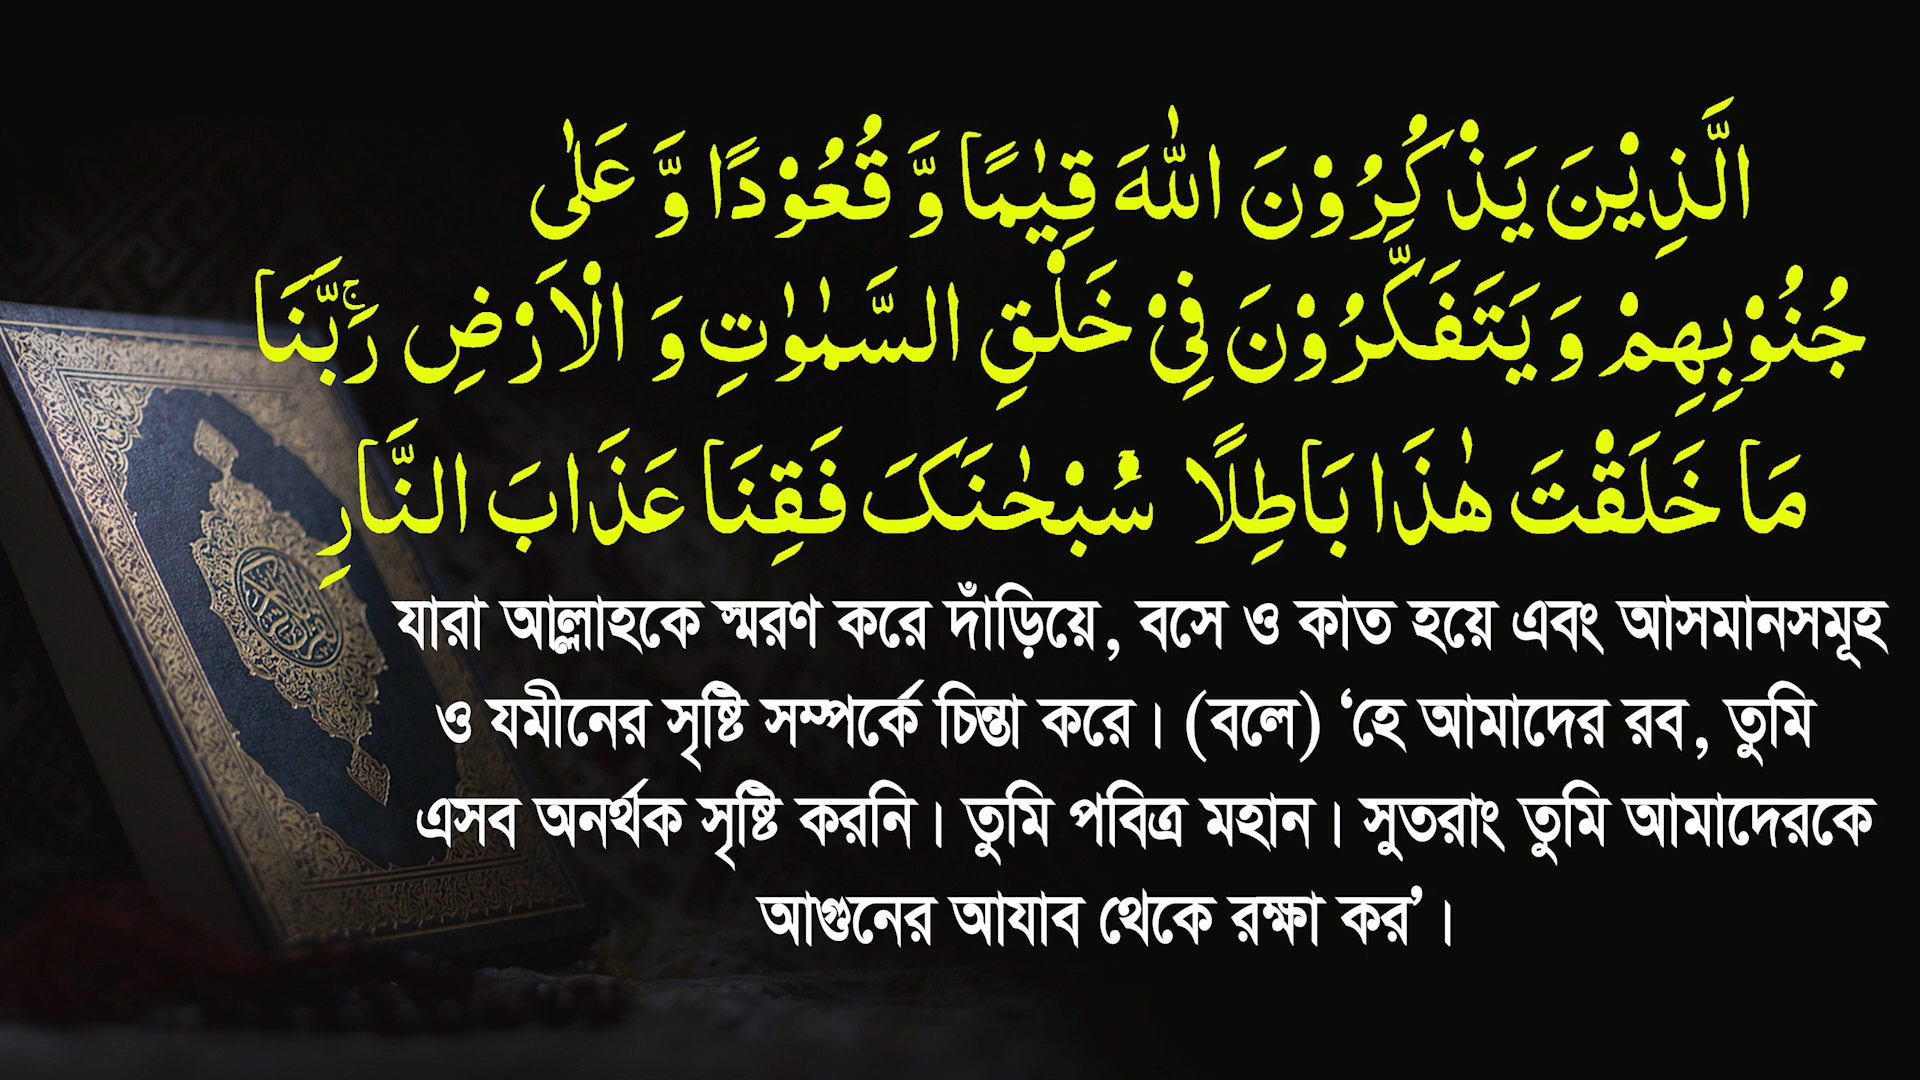 الَّذِیْنَ یَذْكُرُوْنَ اللّٰهَ قِیٰمًا وَّ قُعُوْدًا وَّ عَلٰی
جُنُوْبِهِمْ وَ یَتَفَكَّرُوْنَ فِیْ خَلْقِ السَّمٰوٰتِ وَ الْاَرْضِ ۚ رَبَّنَا
مَا خَلَقْتَ هٰذَا بَاطِلًا سُبْحٰنَکَ فَقِنَا عَذَابَ النَّارِ
যারা আল্লাহকে স্মরণ করে দাঁড়িয়ে, বসে ও কাত হয়ে এবং আসমানসমূহ
ও যমীনের সৃষ্টি সম্পর্কে চিন্তা করে। (বলে) ‘হে আমাদের রব, তুমি
এসব অনর্থক সৃষ্টি করনি। তুমি পবিত্র মহান। সুতরাং তুমি আমাদেরকে
আগুনের আযাব থেকে রক্ষা কর’।